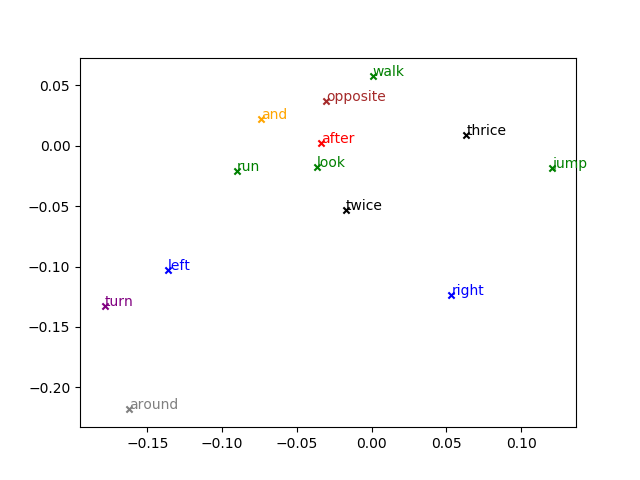 0.05
0.00
−0.05
−0.10
−0.15
−0.20
walk
opposite
and
thrice
after
look
jump
run
twice
left
right
turn
around
−0.15 −0.10 −0.05 0.00 0.05 0.10